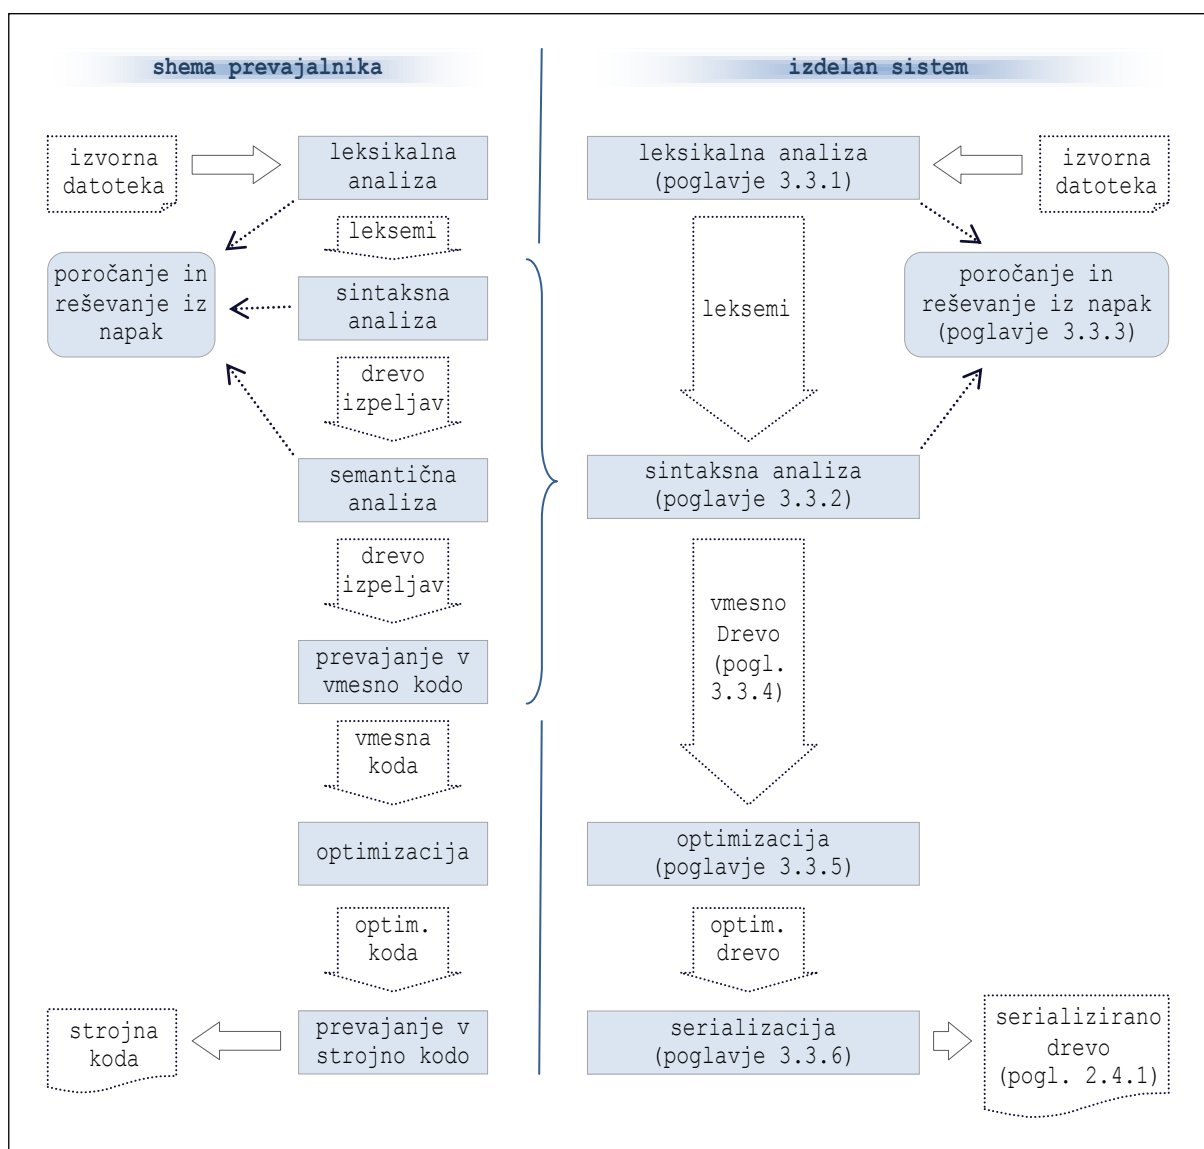 shema prevajalnika
izvorna
datoteka
leksikalna
analiza
leksemi
poročanje in
reševanje iz
napak
sintaksna
analiza
drevo
izpeljav
semantična
analiza
drevo
izpeljav
prevajanje v
vmesno kodo
vmesna
koda
optimizacija
optim.
koda
prevajanje v
strojno kodo
strojna
koda
izdelan sistem
leksikalna analiza
(poglavje 3.3.1)
izvorna
datoteka
leksemi
poročanje in
reševanje iz napak
(poglavje 3.3.3)
sintaksna analiza
(poglavje 3.3.2)
vmesno
Drevo
(pogl.
3.3.4)
optimizacija
(poglavje 3.3.5)
optim.
drevo
serializacija
(poglavje 3.3.6)
serializirano
drevo
(pogl. 2.4.1)